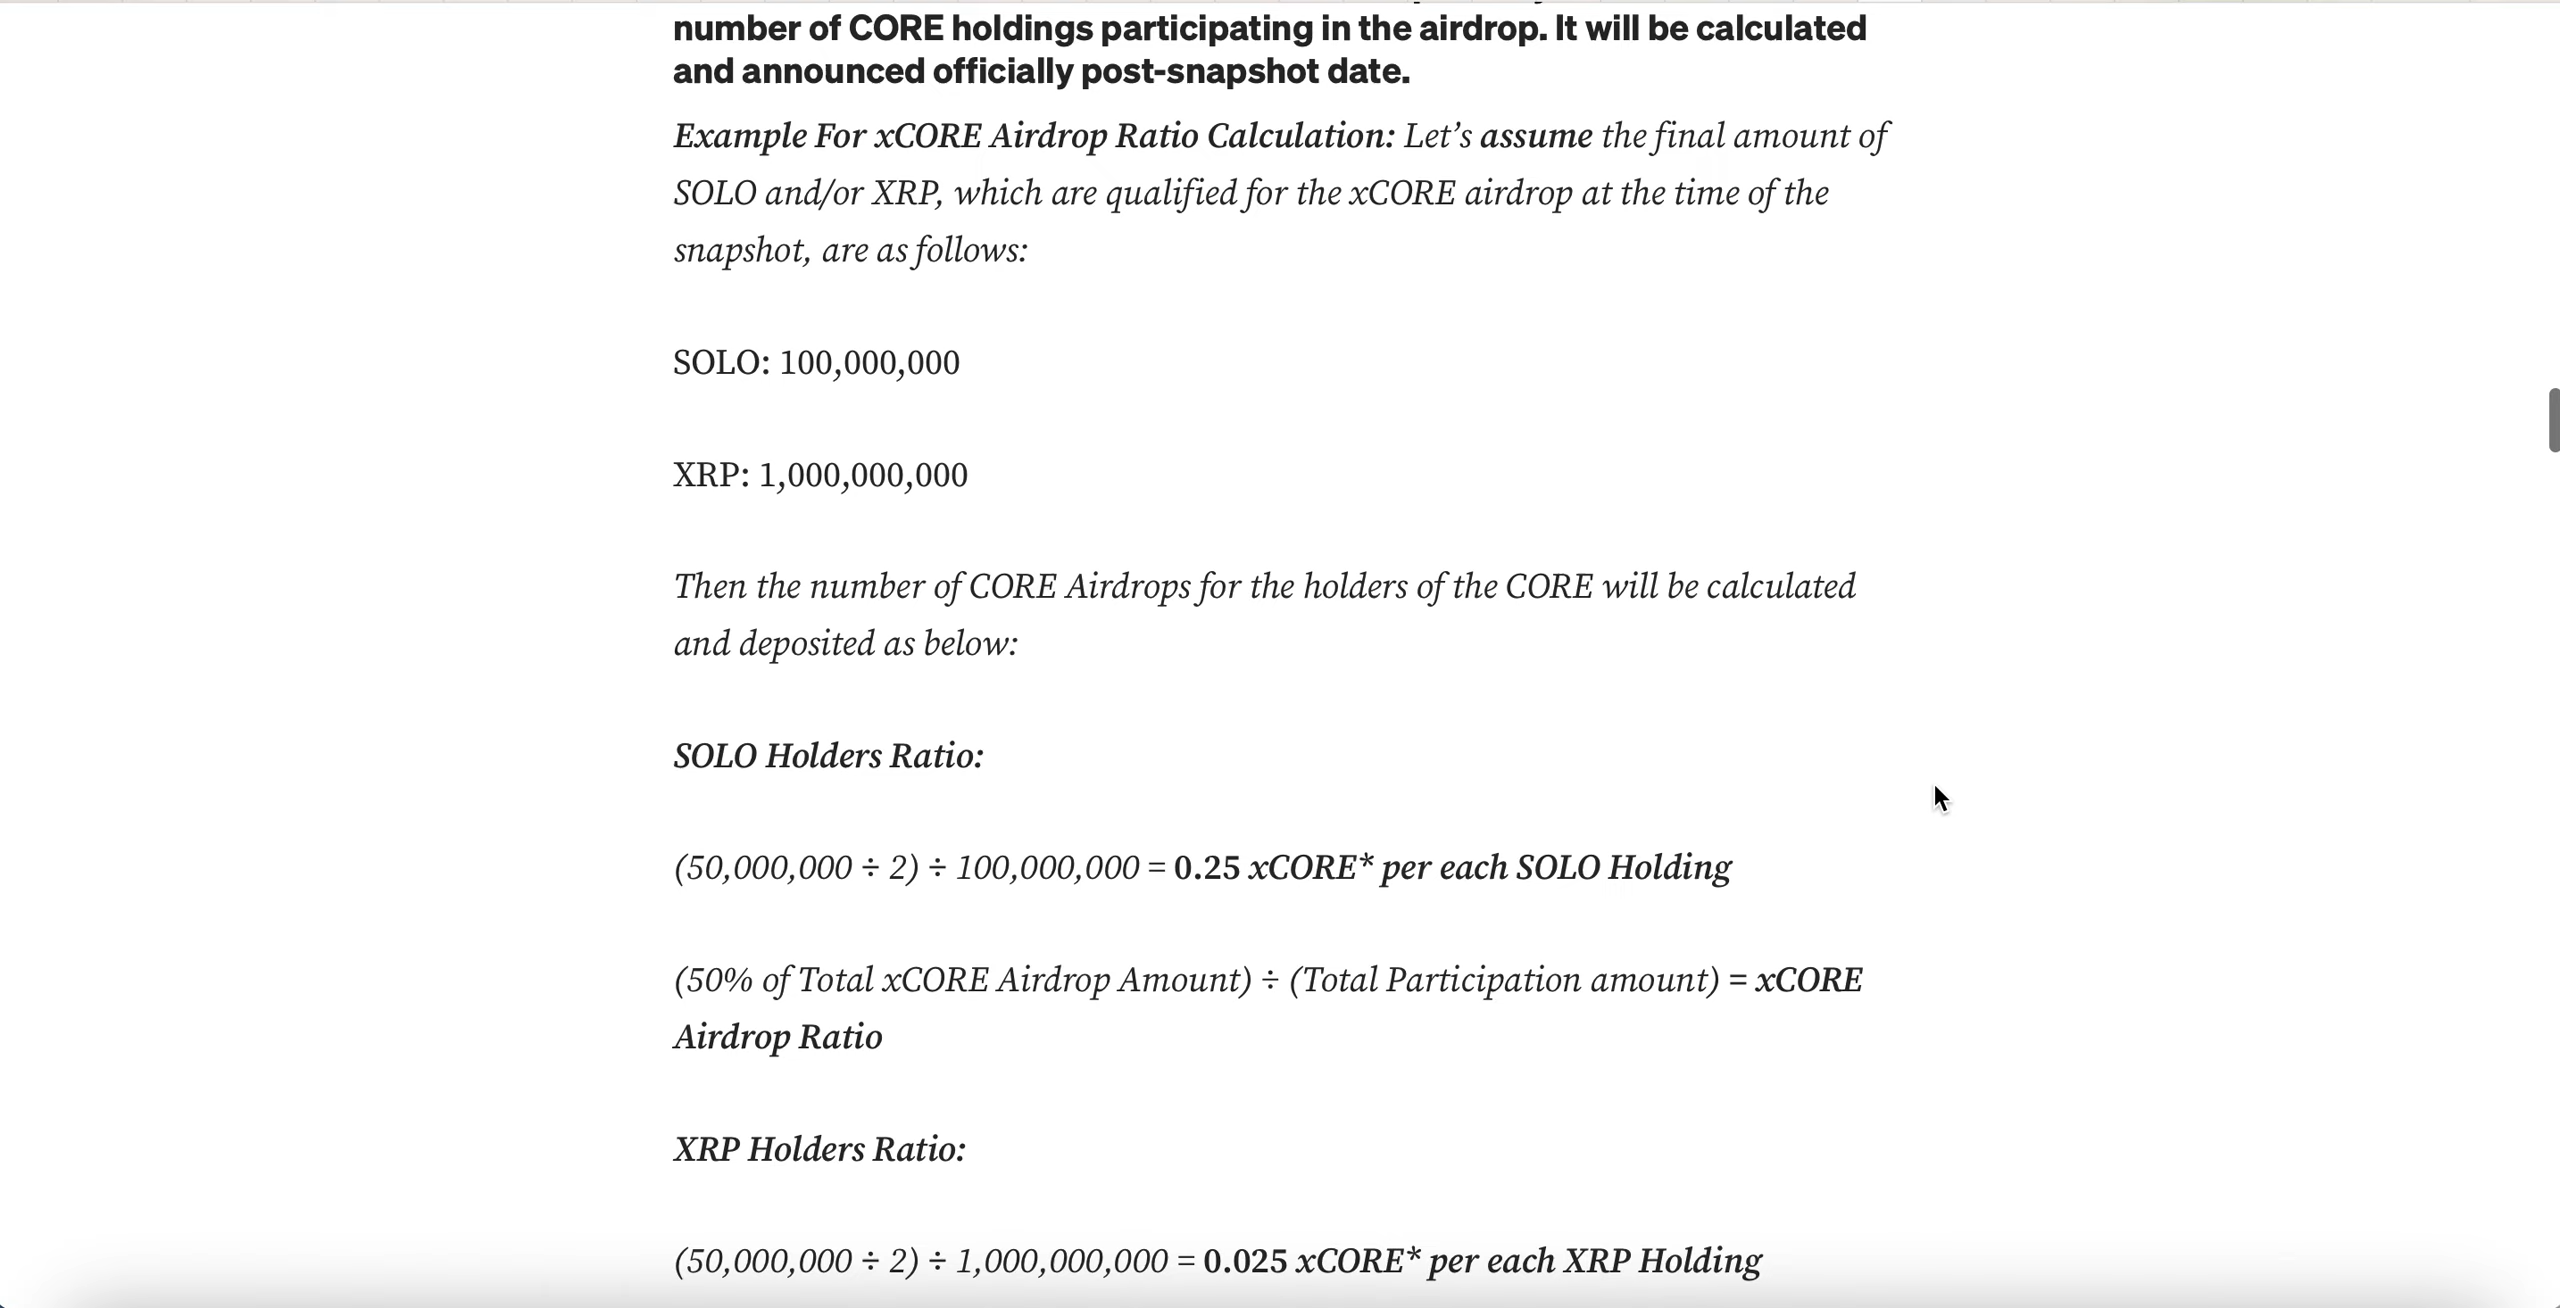 number of CORE holdings participating in the airdrop. It will be calculated
and announced officially post-snapshot date.
Example For xCORE Airdrop Ratio Calculation: Let’s assume the final amount of
SOLO and/or XRP, which are qualified for the xCORE airdrop at the time of the
snapshot, are as follows:
SOLO: 100,000,000
XRP: 1,000,000,000
Then the number of CORE Airdrops for the holders of the CORE will be calculated
and deposited as below:
SOLO Holders Ratio:
(50,000,000 ÷ 2) ÷ 100,000,000 = 0.25 xCORE* per each SOLO Holding
(50% of Total xCORE Airdrop Amount) ÷ (Total Participation amount) = xCORE
Airdrop Ratio
XRP Holders Ratio:
(50,000,000 ÷ 2) ÷ 1,000,000,000 = 0.025 xCORE* per each XRP Holding